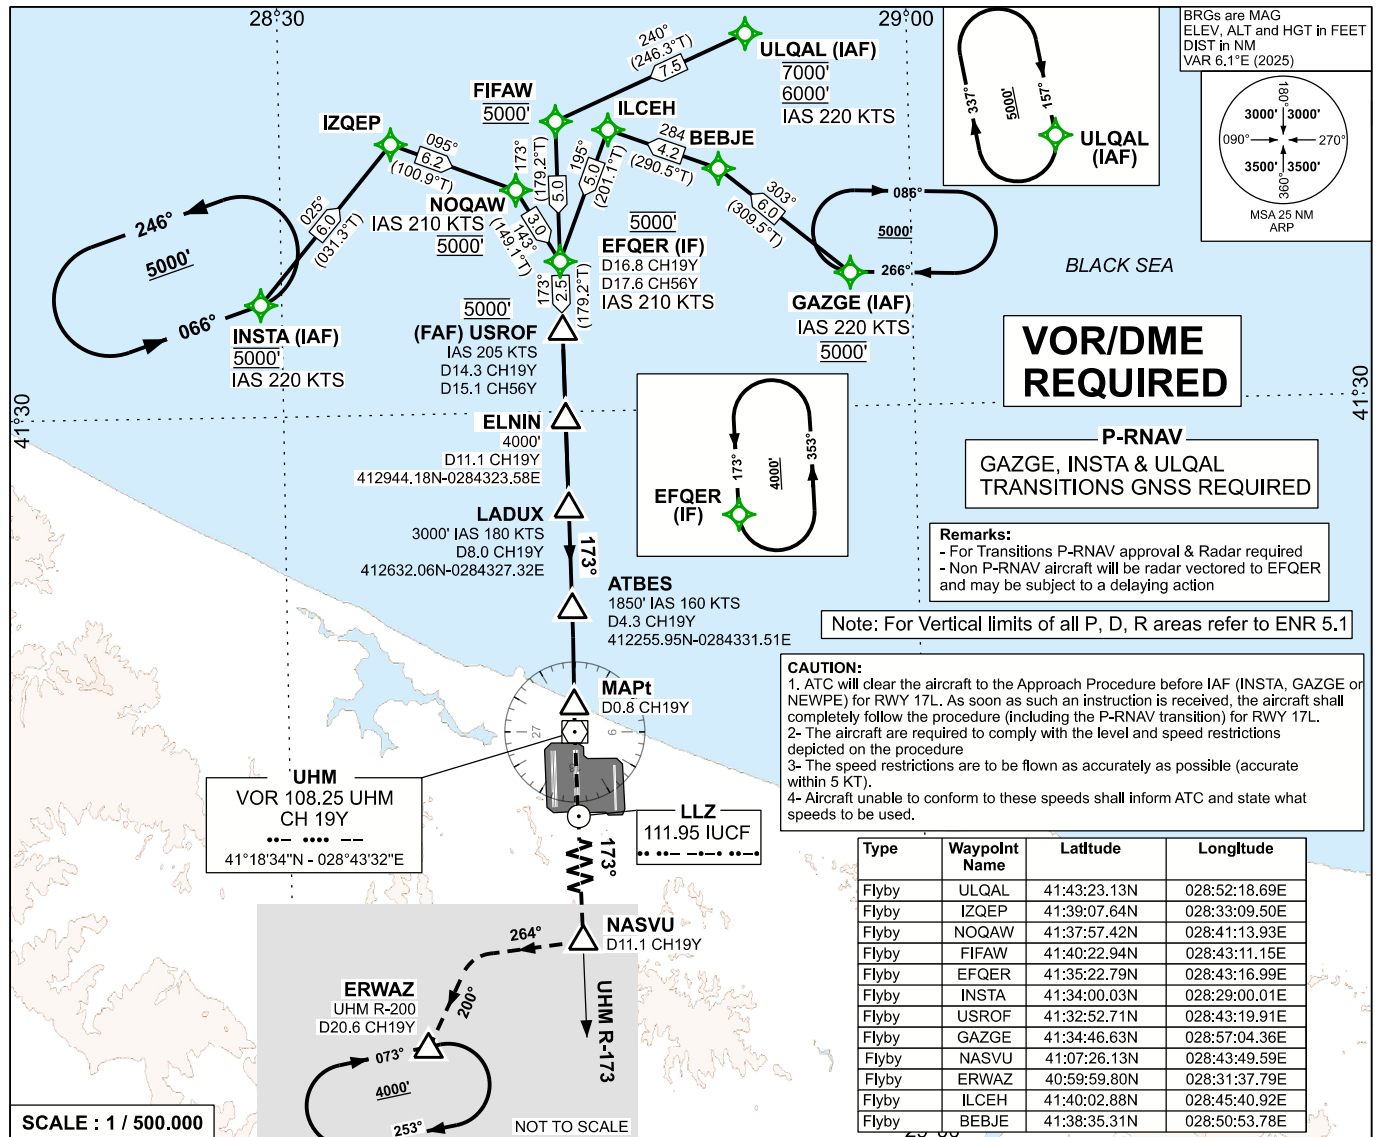 28°30'
29°00
BRGs are MAG
ELEV, ALT and HGT in FEET
DIST in NM
VAR 6.1°E (2025)
180°
3000' 3000'
090° 270°
3500' 3500'
360°
MSA 25 NM
ARP
337°
5000'
157°
ULQAL
(IAF)
240°
(246.3°T)
7.5
ULQAL (IAF)
7000'
6000'
IAS 220 KTS
FIFAW
5000'
ILCEH
284
4.2
(290.5°T)
BEBJE
IZQEP
095°
6.2
(100.9°T)
173°
(179.2°T)
5.0
195°
5.0
(201.1°T)
303°
6.0
(309.5°T)
NOQAW
IAS 210 KTS
5000'
3.0
143°
(149.1°T)
025°
6.0
(031.3°T)
246°
5000'
066°
INSTA (IAF)
5000'
IAS 220 KTS
5000'
EFQER (IF)
D16.8 CH19Y
D17.6 CH56Y
IAS 210 KTS
086°
5000'
266°
GAZGE (IAF)
IAS 220 KTS
5000'
BLACK SEA
173°
2.5
(179.2°T)
5000'
(FAF) USROF
IAS 205 KTS
D14.3 CH19Y
D15.1 CH56Y
VOR/DME
REQUIRED
41°30
41°30
ELNIN
4000'
D11.1 CH19Y
412944.18N-0284323.58E
173°
4000'
353°
EFQER
(IF)
P-RNAV
GAZGE, INSTA & ULQAL
TRANSITIONS GNSS REQUIRED
LADUX
3000' IAS 180 KTS
D8.0 CH19Y
412632.06N-0284327.32E
173°
Remarks:
- For Transitions P-RNAV approval & Radar required
- Non P-RNAV aircraft will be radar vectored to EFQER
and may be subject to a delaying action
ATBES
1850' IAS 160 KTS
D4.3 CH19Y
412255.95N-0284331.51E
Note: For Vertical limits of all P, D, R areas refer to ENR 5.1
CAUTION:
1. ATC will clear the aircraft to the Approach Procedure before IAF (INSTA, GAZGE or
NEWPE) for RWY 17L. As soon as such an instruction is received, the aircraft shall
completely follow the procedure (including the P-RNAV transition) for RWY 17L.
2- The aircraft are required to comply with the level and speed restrictions
depicted on the procedure
3- The speed restrictions are to be flown as accurately as possible (accurate
within 5 KT).
4- Aircraft unable to conform to these speeds shall inform ATC and state what
speeds to be used.
MAPt
D0.8 CH19Y
27
9
UHM
VOR 108.25 UHM
CH 19Y
41°18'34"N - 028°43'32"E
LLZ
111.95 IUCF
173°
NASVU
D11.1 CH19Y
264°
200°
UHM R-173
ERWAZ
UHM R-200
D20.6 CH19Y
073°
4000'
253°
NOT TO SCALE
SCALE : 1 / 500.000
Type Waypoint Name Latitude Longitude
Flyby ULQAL 41:43:23.13N 028:52:18.69E
Flyby IZQEP 41:39:07.64N 028:33:09.50E
Flyby NOQAW 41:37:57.42N 028:41:13.93E
Flyby FIFAW 41:40:22.94N 028:43:11.15E
Flyby EFQER 41:35:22.79N 028:43:16.99E
Flyby INSTA 41:34:00.03N 028:29:00.01E
Flyby USROF 41:32:52.71N 028:43:19.91E
Flyby GAZGE 41:34:46.63N 028:57:04.36E
Flyby NASVU 41:07:26.13N 028:43:49.59E
Flyby ERWAZ 40:59:59.80N 028:31:37.79E
Flyby ILCEH 41:40:02.88N 028:45:40.92E
Flyby BEBJE 41:38:35.31N 028:50:53.78E